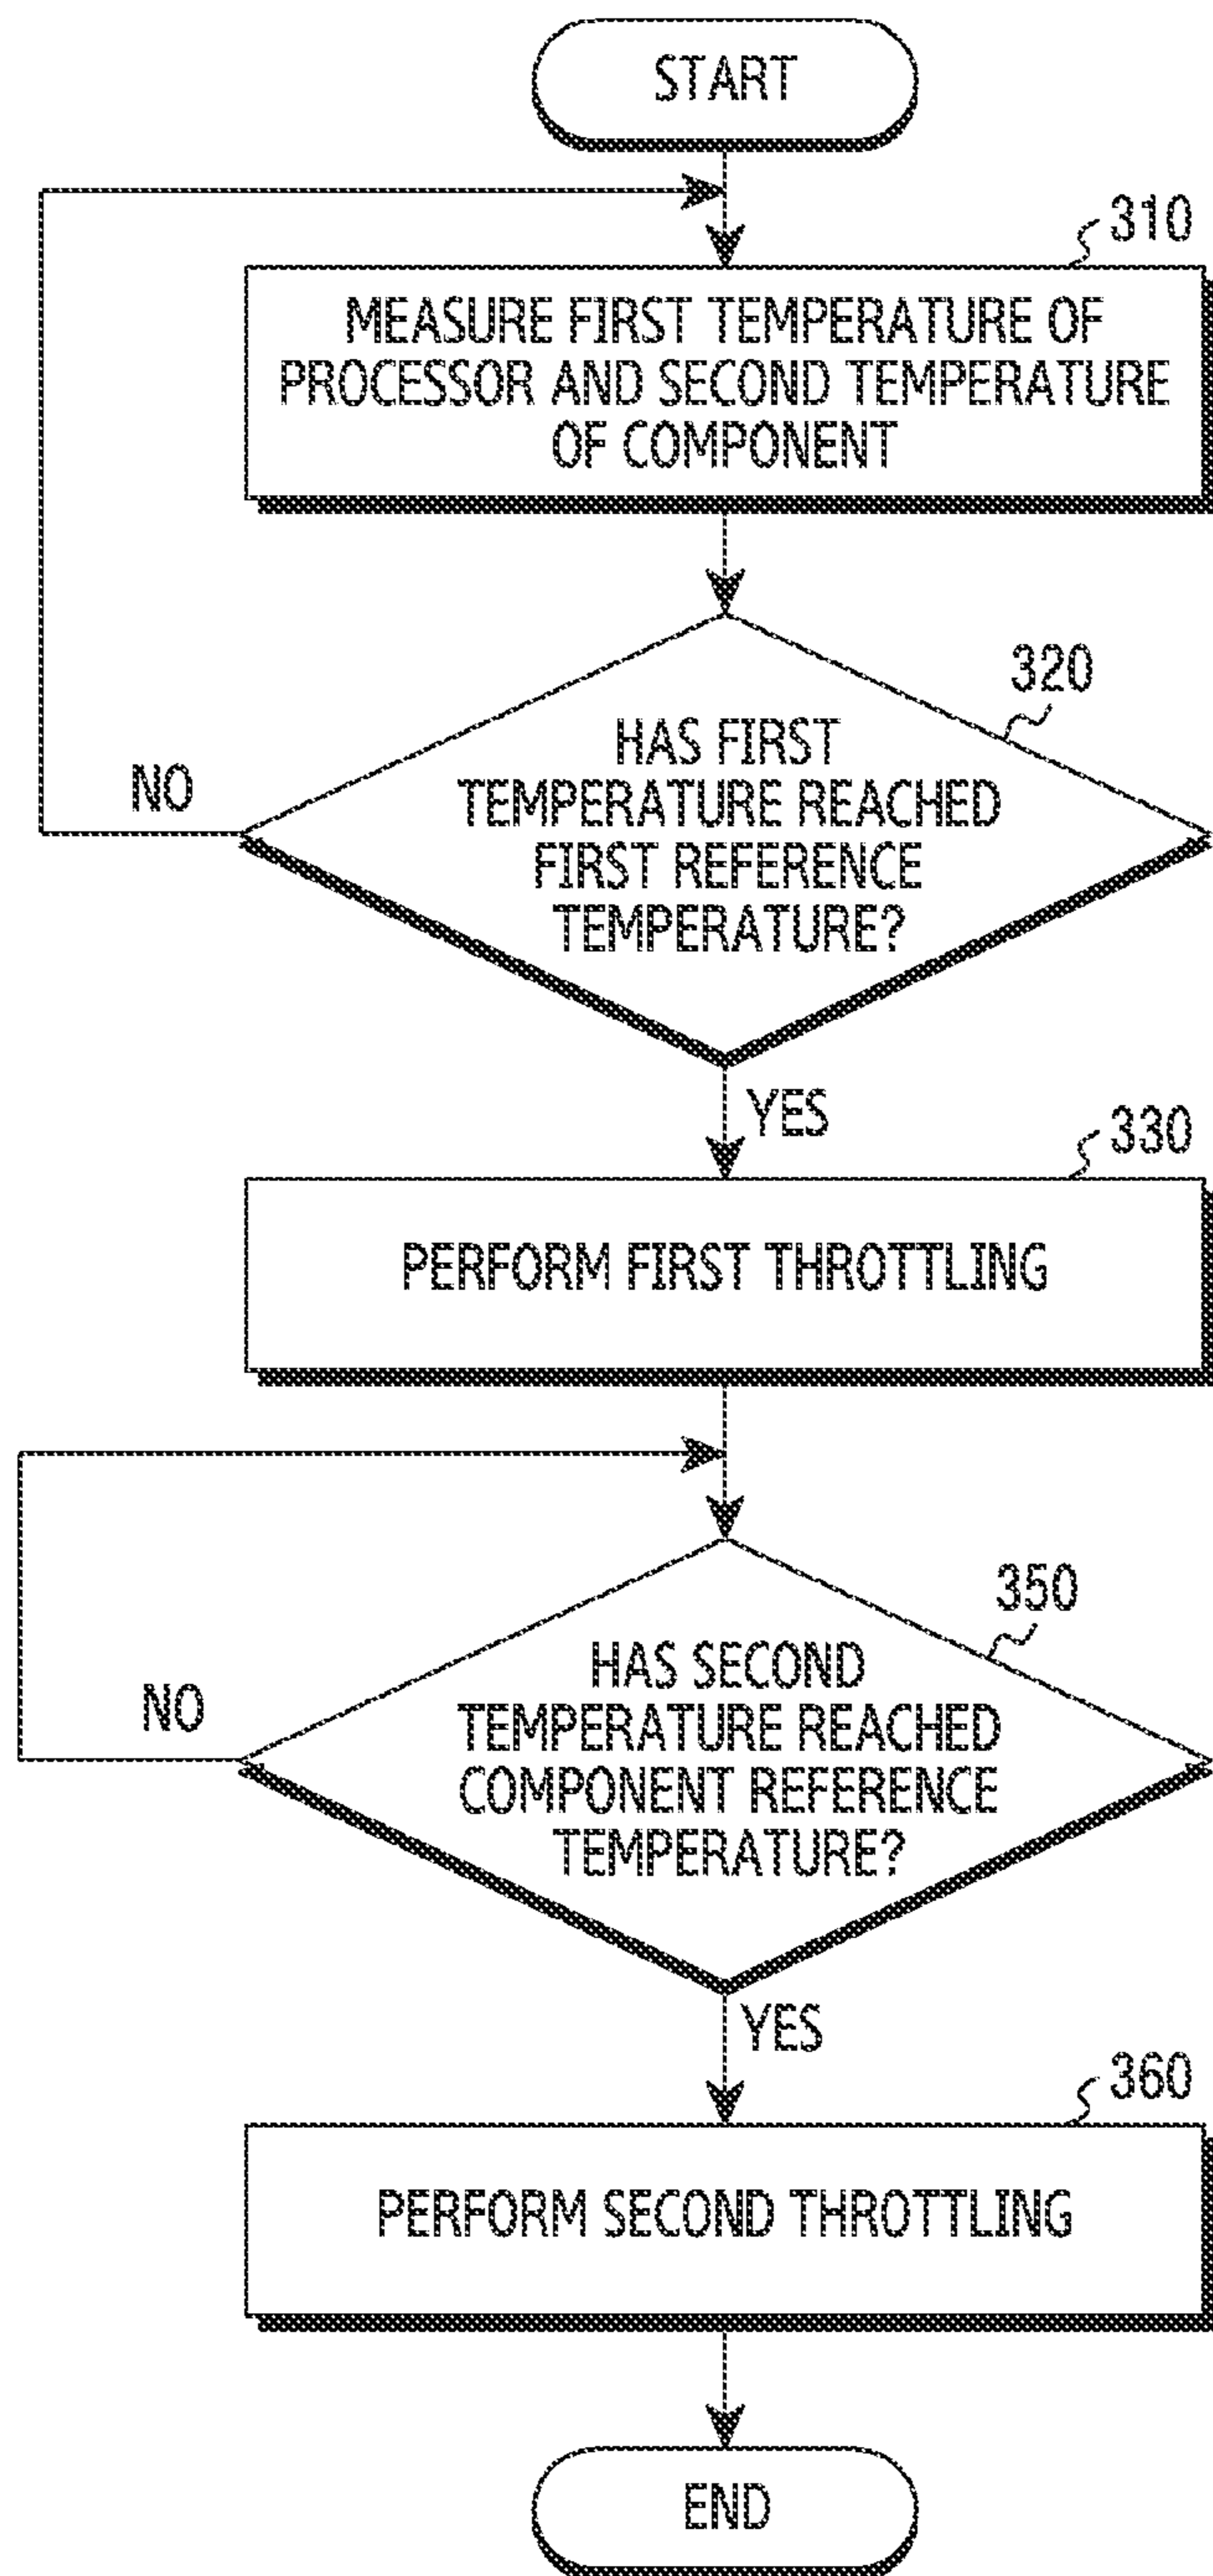 START
310
MEASURE FIRST TEMPERATURE OF
PROCESSOR AND SECOND TEMPERATURE
OF COMPONENT
320
HAS FIRST
TEMPERATURE REACHED
FIRST REFERENCE
TEMPERATURE?
NO
YES
330
PERFORM FIRST THROTTLING
350
HAS SECOND
TEMPERATURE REACHED
COMPONENT REFERENCE
TEMPERATURE?
NO
YES
360
PERFORM SECOND THROTTLING
END